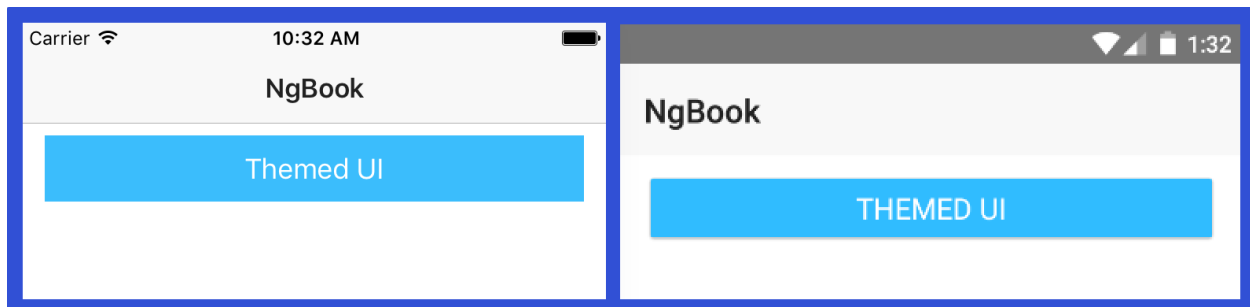 Carrier 10:32 AM
NgBook
Themed UI
1:32
NgBook
THEMED UI